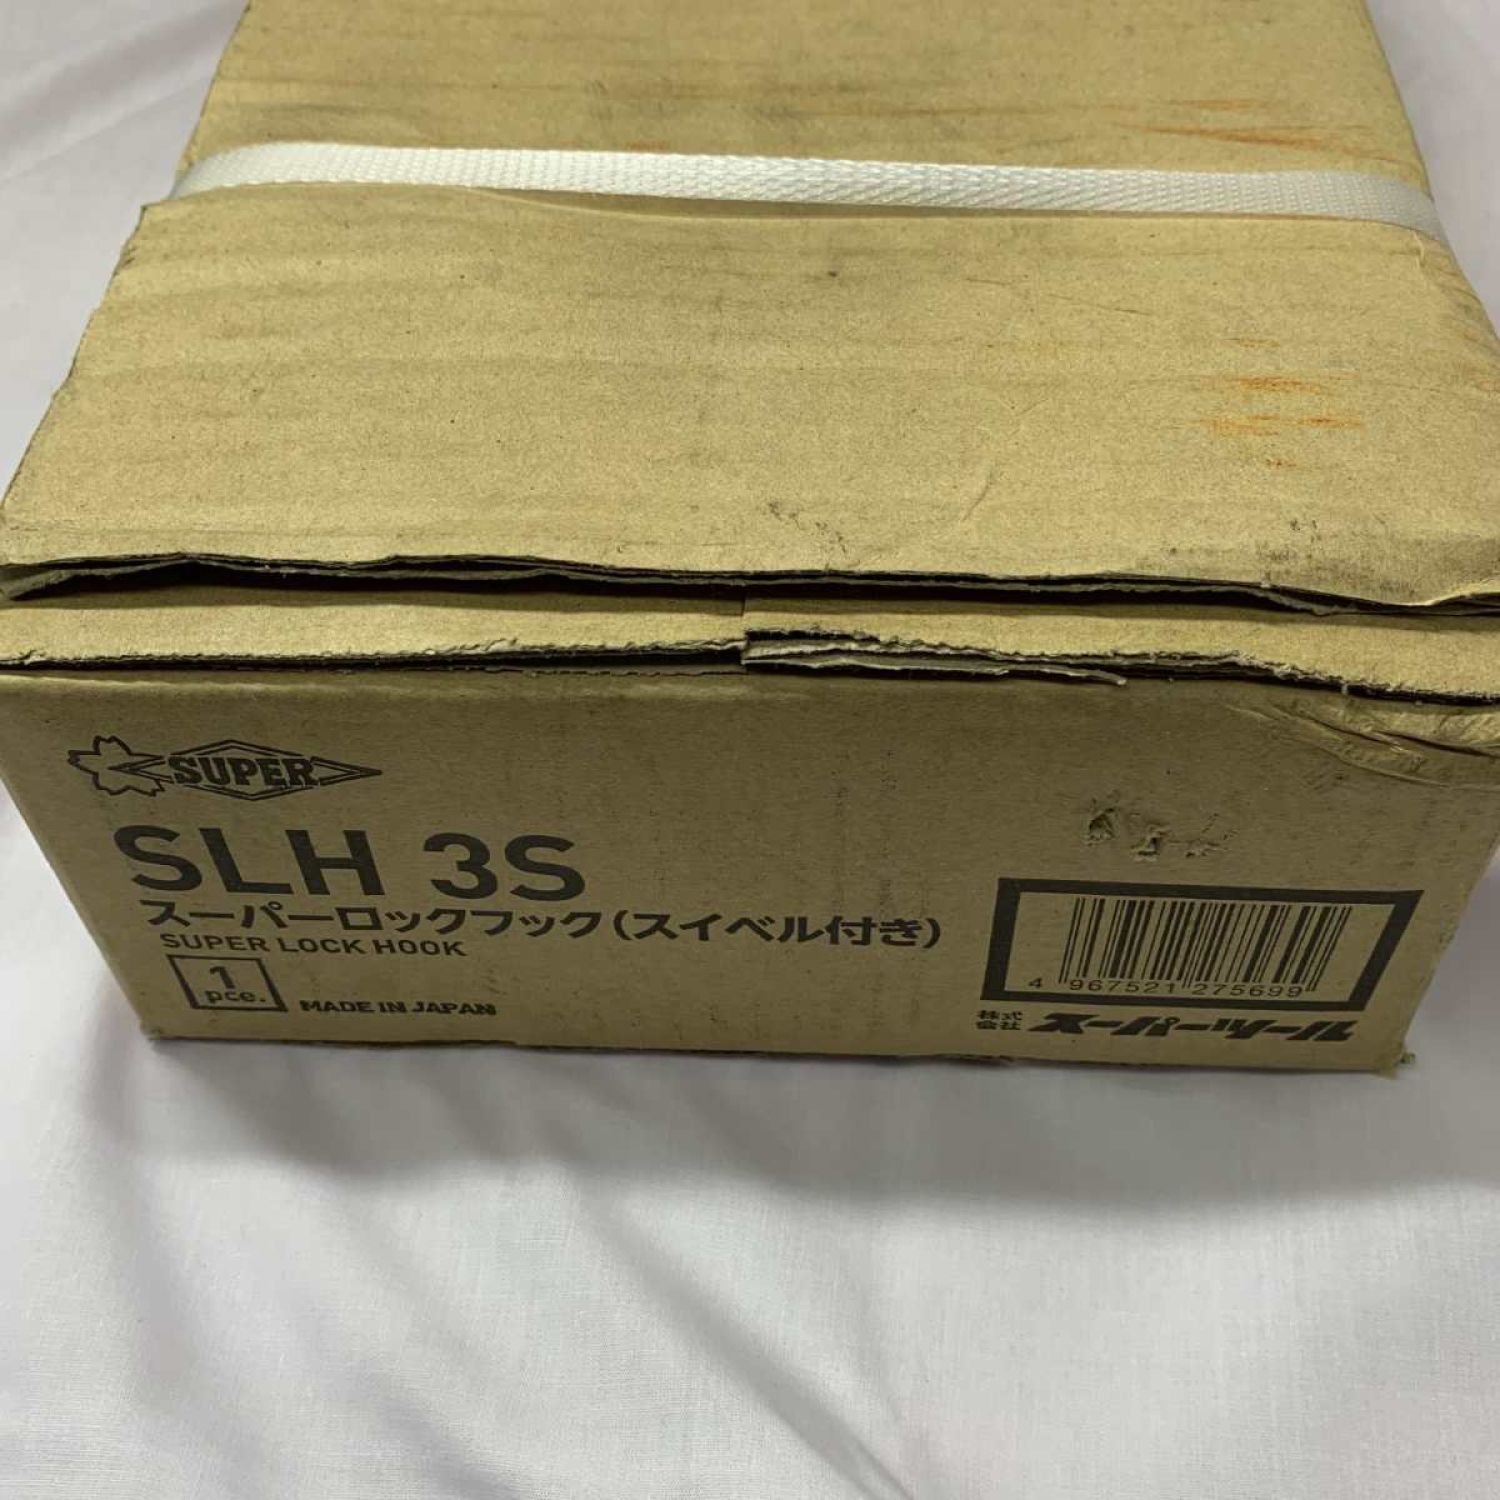 SUPER
SLH 3S
スーパーロックフック(スイベル付き)
SUPER LOCK HOOK
1
pce.
MADE IN JAPAN
4 967521 275699
株式会社 スーパーツール